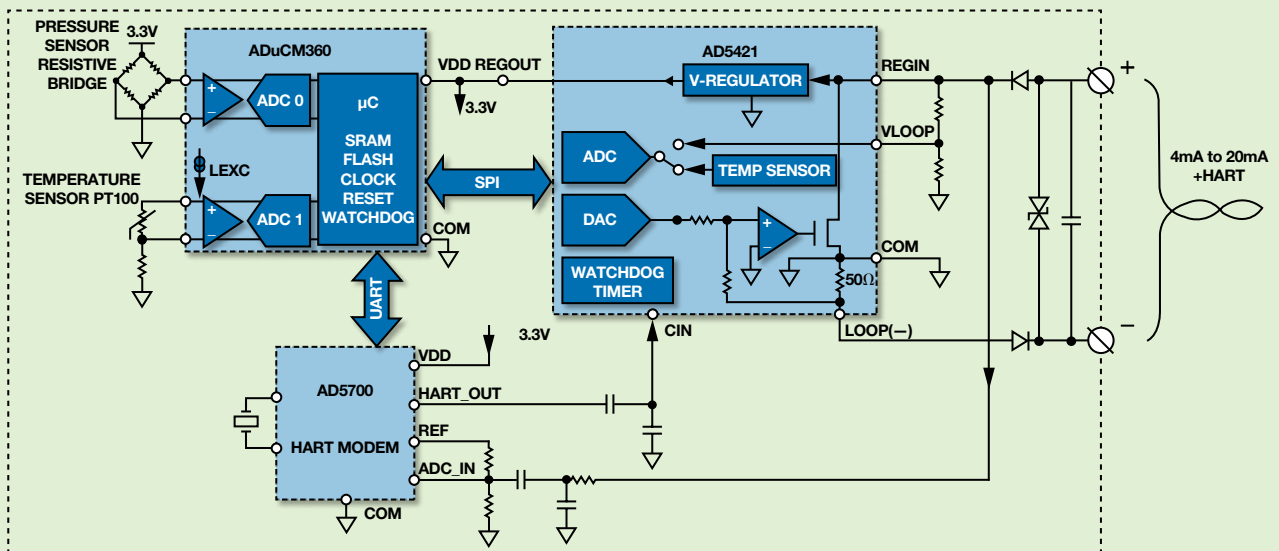 PRESSURE
SENSOR
RESISTIVE
BRIDGE
3.3V
ADuCM360
+
–
ADC 0
µC
SRAM
FLASH
CLOCK
RESET
WATCHDOG
LEXC
TEMPERATURE
SENSOR PT100
+
–
ADC 1
VDD
REGOUT
3.3V
COM
SPI
UART
AD5421
V-REGULATOR
REGIN
VLOOP
ADC
TEMP SENSOR
DAC
+
–
COM
50Ω
WATCHDOG
TIMER
CIN
LOOP(—)
+
–
4mA to 20mA
+HART
3.3V
VDD
AD5700
HART_OUT
HART MODEM
REF
ADC_IN
COM